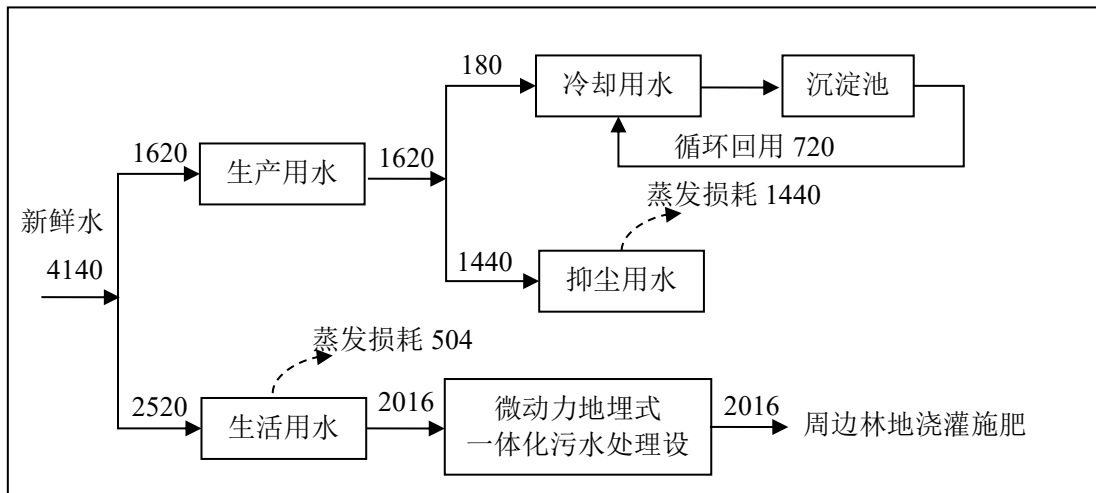 180
冷却用水
沉淀池
循环回用 720
1620
生产用水
1620
蒸发损耗 1440
新鲜水
4140
1440
抑尘用水
蒸发损耗 504
2520
生活用水
2016
微动力地埋式
一体化污水处理设
2016
周边林地浇灌施肥